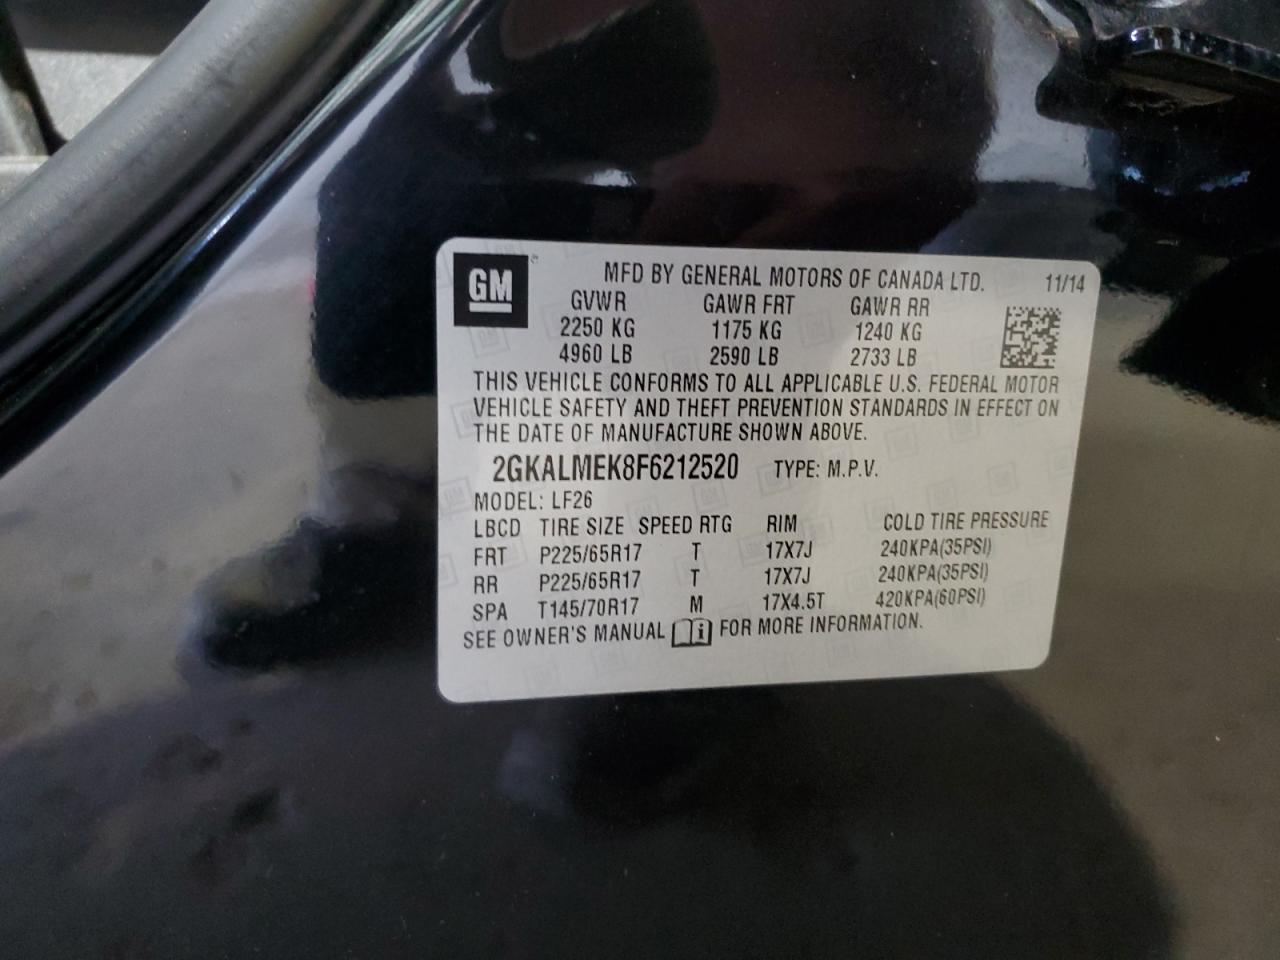 GM
MFD BY GENERAL MOTORS OF CANADA LTD. 11/14
GVWR GAWR FRT GAWR RR
2250 KG 1175 KG 1240 KG
4960 LB 2590 LB 2733 LB
THIS VEHICLE CONFORMS TO ALL APPLICABLE U.S. FEDERAL MOTOR
VEHICLE SAFETY AND THEFT PREVENTION STANDARDS IN EFFECT ON
THE DATE OF MANUFACTURE SHOWN ABOVE.
2GKALMEK8F6212520 TYPE: M.P.V.
MODEL: LF26
LBCD TIRE SIZE SPEED RTG RIM COLD TIRE PRESSURE
FRT P225/65R17 T 17X7J 240KPA(35PSI)
RR P225/65R17 T 17X7J 240KPA(35PSI)
SPA T145/70R17 M 17X4.5T 420KPA(60PSI)
SEE OWNER'S MANUAL i FOR MORE INFORMATION.